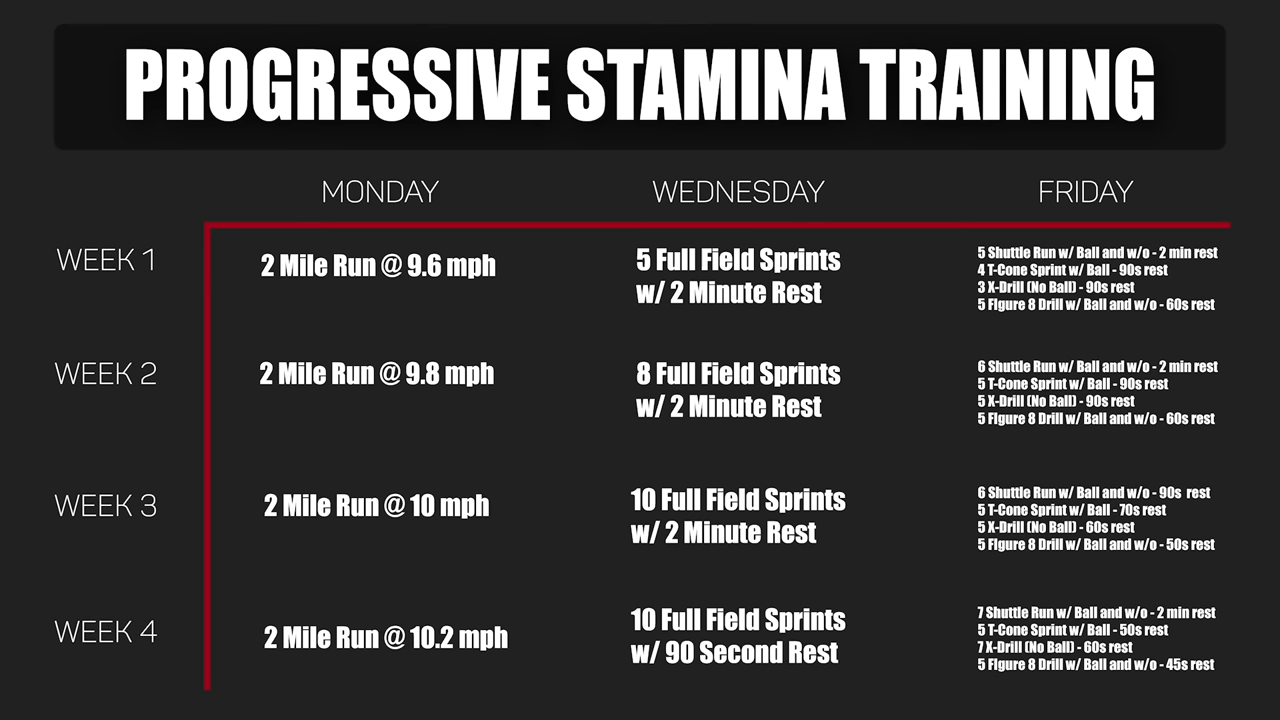 PROGRESSIVE STAMINA TRAINING
MONDAY WEDNESDAY FRIDAY
WEEK 1
2 Mile Run @ 9.6 mph
5 Full Field Sprints
w/ 2 Minute Rest
5 Shuttle Run w/ Ball and w/o - 2 min rest
4 T-Cone Sprint w/ Ball - 90s rest
3 X-Drill (No Ball) - 90s rest
5 FIgure 8 Drill w/ Ball and w/o - 60s rest
WEEK 2
2 Mile Run @ 9.8 mph
8 Full Field Sprints
w/ 2 Minute Rest
6 Shuttle Run w/ Ball and w/o - 2 min rest
5 T-Cone Sprint w/ Ball - 90s rest
5 X-Drill (No Ball) - 90s rest
5 FIgure 8 Drill w/ Ball and w/o - 60s rest
WEEK 3
2 Mile Run @ 10 mph
10 Full Field Sprints
w/ 2 Minute Rest
6 Shuttle Run w/ Ball and w/o - 90s rest
5 T-Cone Sprint w/ Ball - 70s rest
5 X-Drill (No Ball) - 60s rest
5 FIgure 8 Drill w/ Ball and w/o - 50s rest
WEEK 4
2 Mile Run @ 10.2 mph
10 Full Field Sprints
w/ 90 Second Rest
7 Shuttle Run w/ Ball and w/o - 2 min rest
5 T-Cone Sprint w/ Ball - 50s rest
7 X-Drill (No Ball) - 60s rest
5 FIgure 8 Drill w/ Ball and w/o - 45s rest